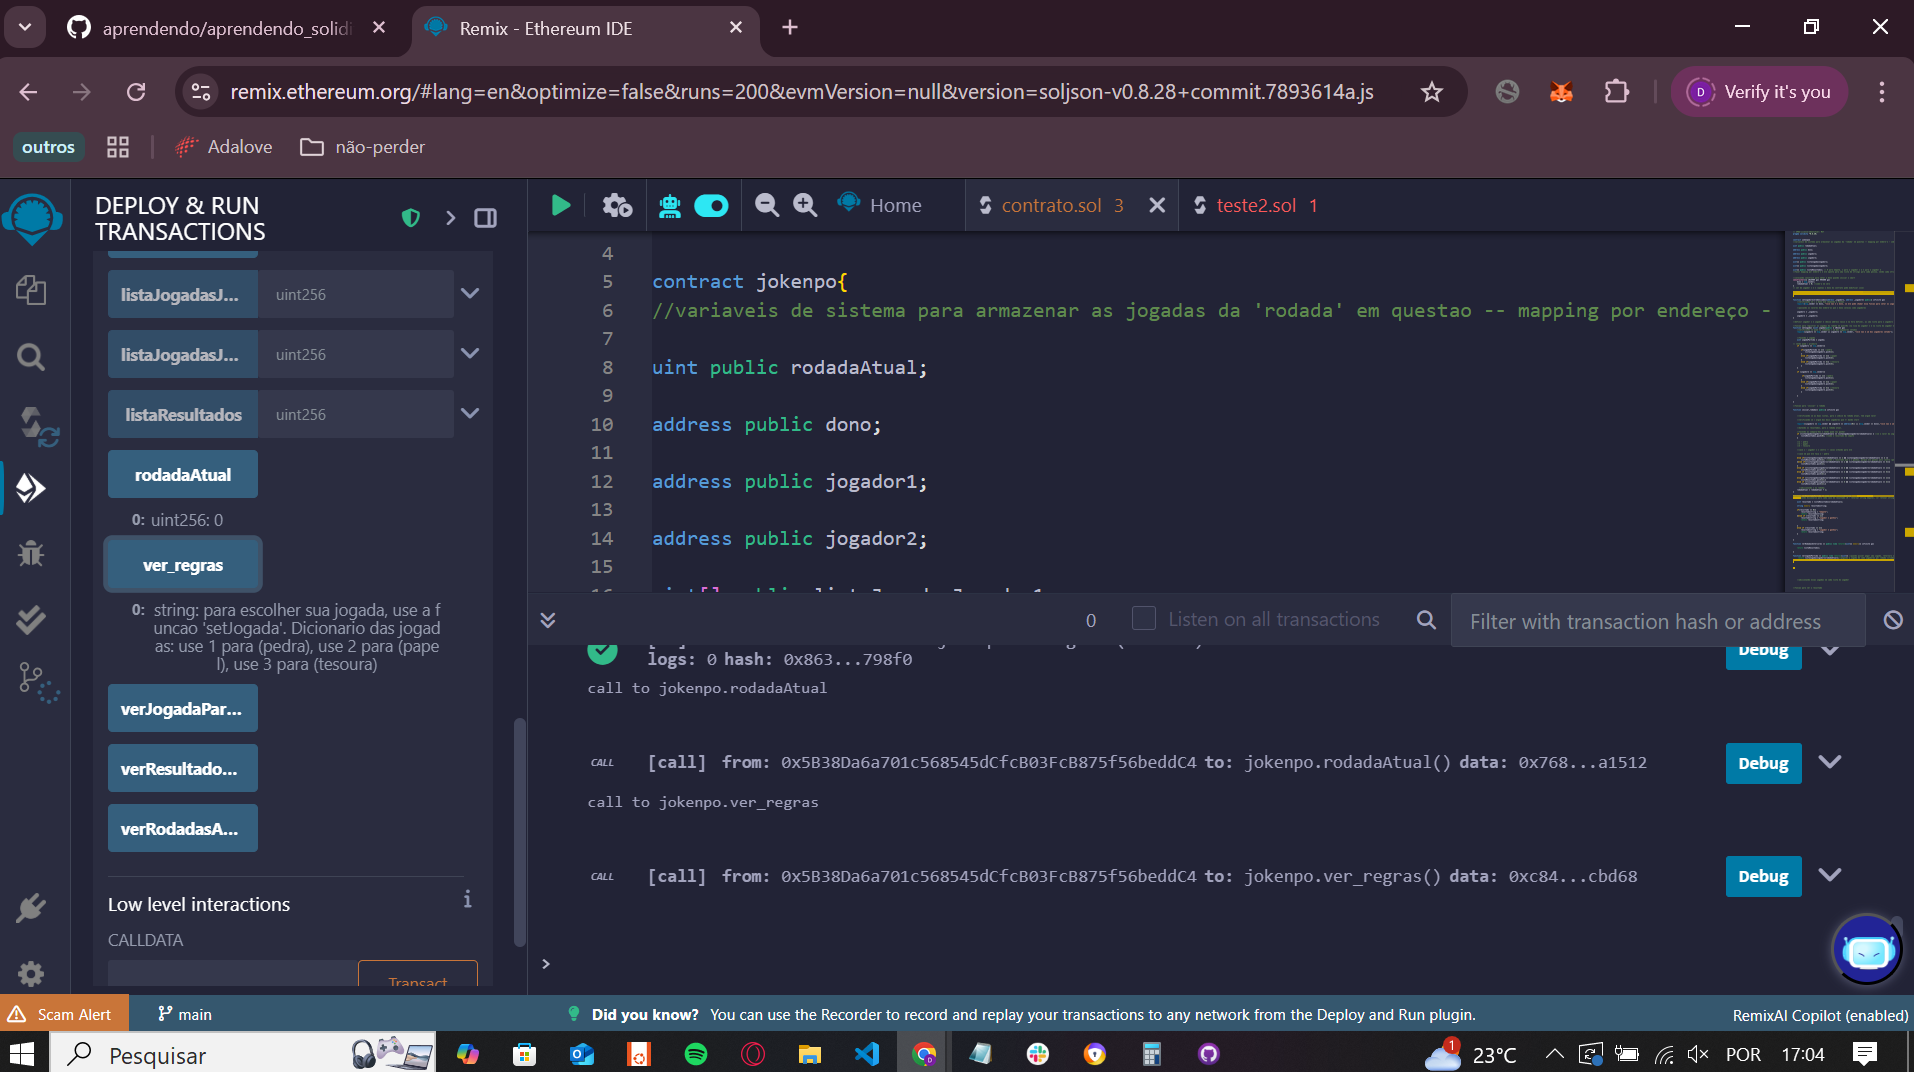 aprendendo/aprendendo_solidi
Remix - Ethereum IDE
remix.ethereum.org/#lang=en&optimize=false&runs=200&evmVersion=null&version=soljson-v0.8.28+commit.7893614a.js
D
Verify it's you
outros
Adalove
não-perder
DEPLOY & RUN
TRANSACTIONS
listaJogadasJ...
uint256
listaJogadasJ...
uint256
listaResultados
uint256
rodadaAtual
0: uint256: 0
ver_regras
0: string: para escolher sua jogada, use a f
uncao 'setJogada'. Dicionario das jogad
as: use 1 para (pedra), use 2 para (pape
l), use 3 para (tesoura)
verJogadaPar...
verResultado...
verRodadasA...
Low level interactions
i
CALLDATA
Transact
Home
contrato.sol 3
teste2.sol 1
4
5 contract jokenpo{
6 //variaveis de sistema para armazenar as jogadas da 'rodada' em questao -- mapping por endereço -
7
8 uint public rodadaAtual;
9
10 address public dono;
11
12 address public jogador1;
13
14 address public jogador2;
15
0
Listen on all transactions
Filter with transaction hash or address
logs: 0 hash: 0x863...798f0
Debug
call to jokenpo.rodadaAtual
CALL [call] from: 0x5B38Da6a701c568545dCfcB03FcB875f56beddC4 to: jokenpo.rodadaAtual() data: 0x768...a1512
Debug
call to jokenpo.ver_regras
CALL [call] from: 0x5B38Da6a701c568545dCfcB03FcB875f56beddC4 to: jokenpo.ver_regras() data: 0xc84...cbd68
Debug
>
Scam Alert
main
Did you know? You can use the Recorder to record and replay your transactions to any network from the Deploy and Run plugin.
RemixAI Copilot (enabled)
Pesquisar
1
23°C
POR
17:04